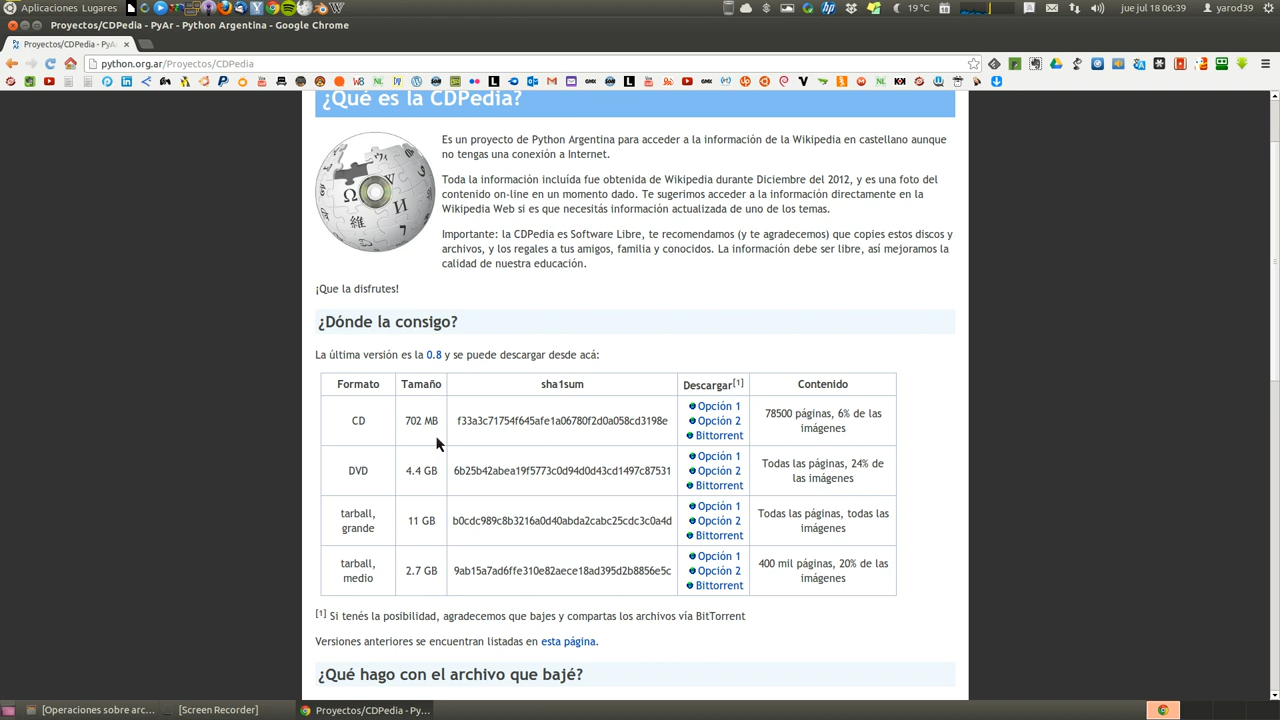 Aplicaciones Lugares
19 °C
jue jul 18 06:39
yarod39
Proyectos/CDPedia - PyAr - Python Argentina - Google Chrome
Proyectos/CDPedia - PyAr
python.org.ar/Proyectos/CDPedia
¿Qué es la CDPedia?
Es un proyecto de Python Argentina para acceder a la información de la Wikipedia en castellano aunque
no tengas una conexión a Internet.
Toda la información incluída fue obtenida de Wikipedia durante Diciembre del 2012, y es una foto del
contenido on-line en un momento dado. Te sugerimos acceder a la información directamente en la
Wikipedia Web si es que necesitás información actualizada de uno de los temas.
Importante: la CDPedia es Software Libre, te recomendamos (y te agradecemos) que copies estos discos y
archivos, y los regales a tus amigos, familia y conocidos. La información debe ser libre, así mejoramos la
calidad de nuestra educación.
¡Que la disfrutes!
¿Dónde la consigo?
La última versión es la 0.8 y se puede descargar desde acá:
Formato Tamaño sha1sum Descargar[1] Contenido
CD 702 MB f33a3c71754f645afe1a06780f2d0a058cd3198e
Opción 1
Opción 2
Bittorrent
78500 páginas, 6% de las
imágenes
DVD 4.4 GB 6b25b42abea19f5773c0d94d0d43cd1497c87531
Opción 1
Opción 2
Bittorrent
Todas las páginas, 24% de
las imágenes
tarball,
grande
11 GB b0cdc989c8b3216a0d40abda2cabc25cdc3c0a4d
Opción 1
Opción 2
Bittorrent
Todas las páginas, todas las
imágenes
tarball,
medio
2.7 GB 9ab15a7ad6ffe310e82aece18ad395d2b8856e5c
Opción 1
Opción 2
Bittorrent
400 mil páginas, 20% de las
imágenes
[1] Si tenés la posibilidad, agradecemos que bajes y compartas los archivos vía BitTorrent
Versiones anteriores se encuentran listadas en esta página.
¿Qué hago con el archivo que bajé?
[Operaciones sobre arc...
[Screen Recorder]
Proyectos/CDPedia - Py...